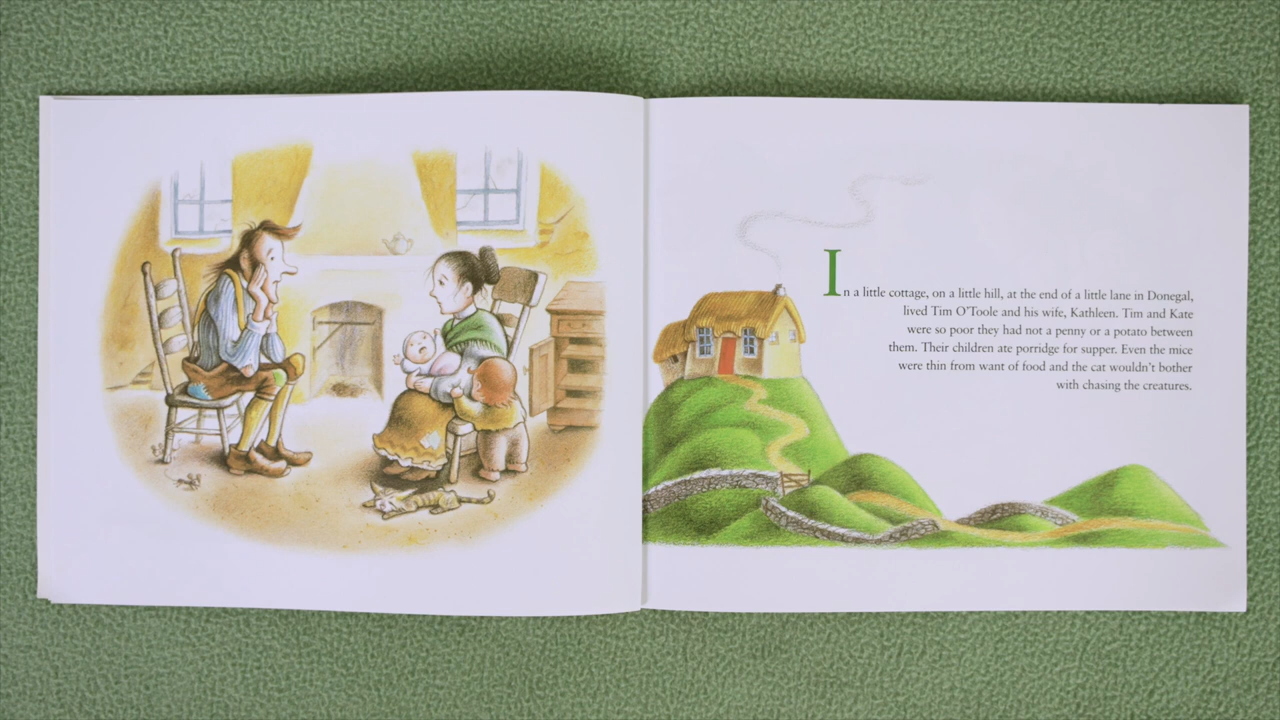 In a little cottage, on a little hill, at the end of a little lane in Donegal,
lived Tim O'Toole and his wife, Kathleen. Tim and Kate
were so poor they had not a penny or a potato between
them. Their children ate porridge for supper. Even the mice
were thin from want of food and the cat wouldn't bother
with chasing the creatures.